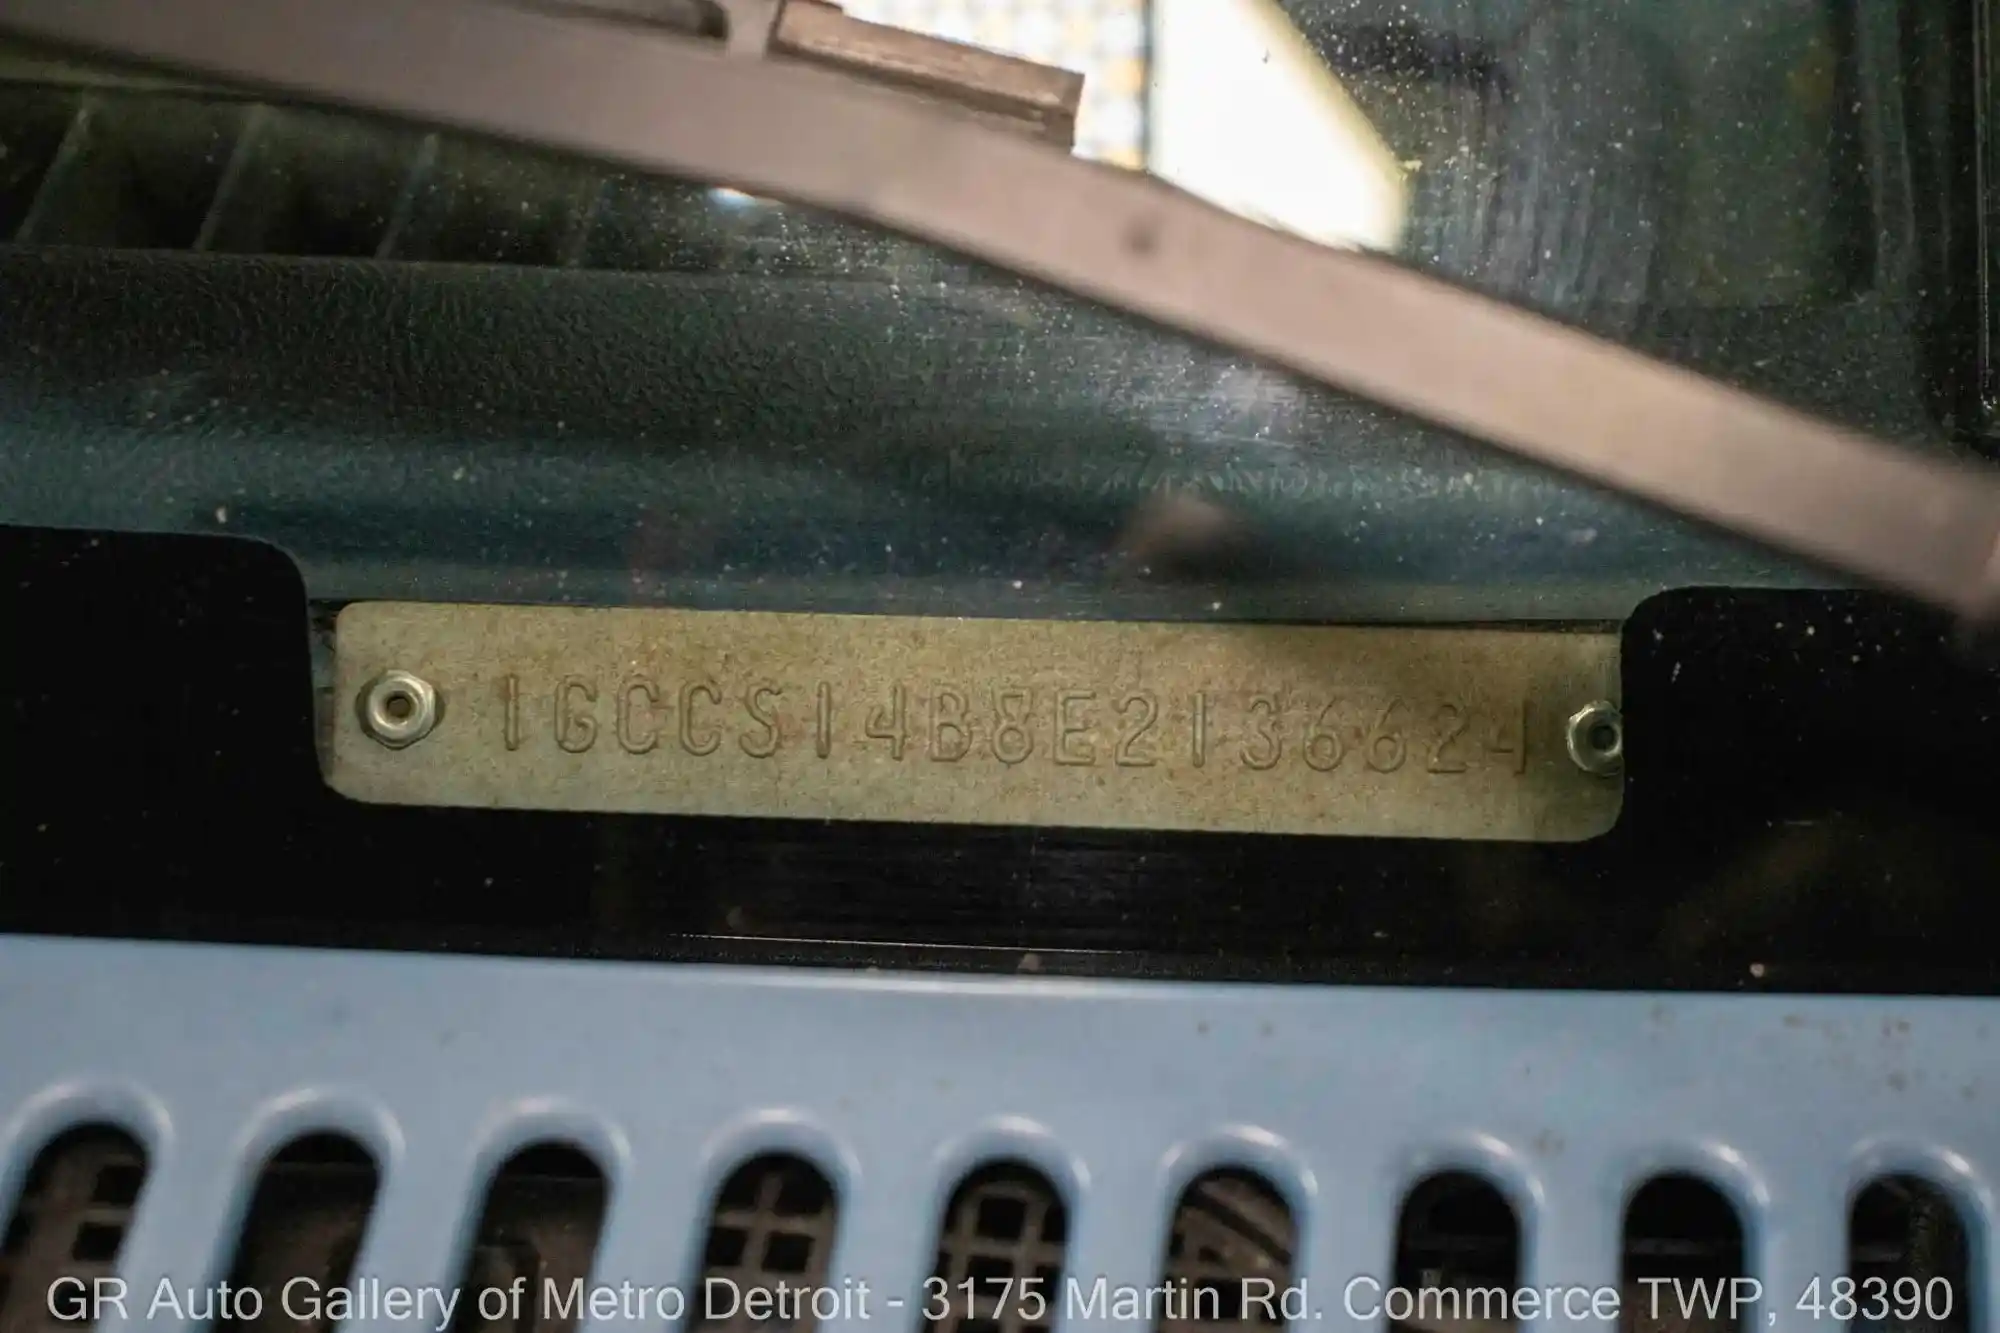 1GCCS14B8E2136624
GR Auto Gallery of Metro Detroit - 3175 Martin Rd. Commerce TWP, 48390